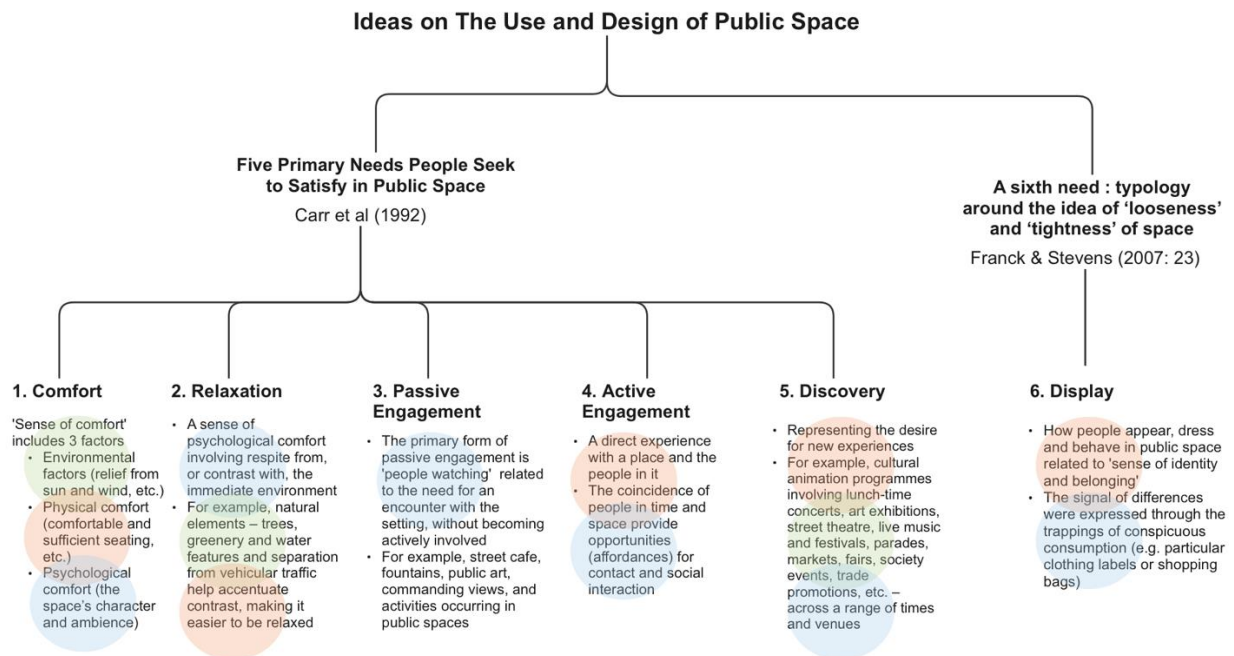 Ideas on The Use and Design of Public Space
Five Primary Needs People Seek
to Satisfy in Public Space
Carr et al (1992)
A sixth need : typology
around the idea of ‘looseness’
and ‘tightness’ of space
Franck & Stevens (2007: 23)
1. Comfort
'Sense of comfort'
includes 3 factors
• Environmental
factors (relief from
sun and wind, etc.)
• Physical comfort
(comfortable and
sufficient seating,
etc.)
• Psychological
comfort (the
space's character
and ambience)
2. Relaxation
• A sense of
psychological comfort
involving respite from,
or contrast with, the
immediate environment
• For example, natural
elements – trees,
greenery and water
features and separation
from vehicular traffic
help accentuate
contrast, making it
easier to be relaxed
3. Passive
Engagement
• The primary form of
passive engagement is
'people watching' related
to the need for an
encounter with the
setting, without becoming
actively involved
• For example, street cafe,
fountains, public art,
commanding views, and
activities occurring in
public spaces
4. Active
Engagement
• A direct experience
with a place and the
people in it
• The coincidence of
people in time and
space provide
opportunities
(affordances) for
contact and social
interaction
5. Discovery
• Representing the desire
for new experiences
• For example, cultural
animation programmes
involving lunch-time
concerts, art exhibitions,
street theatre, live music
and festivals, parades,
markets, fairs, society
events, trade
promotions, etc. –
across a range of times
and venues
6. Display
• How people appear, dress
and behave in public space
related to 'sense of identity
and belonging'
• The signal of differences
were expressed through the
trappings of conspicuous
consumption (e.g. particular
clothing labels or shopping
bags)